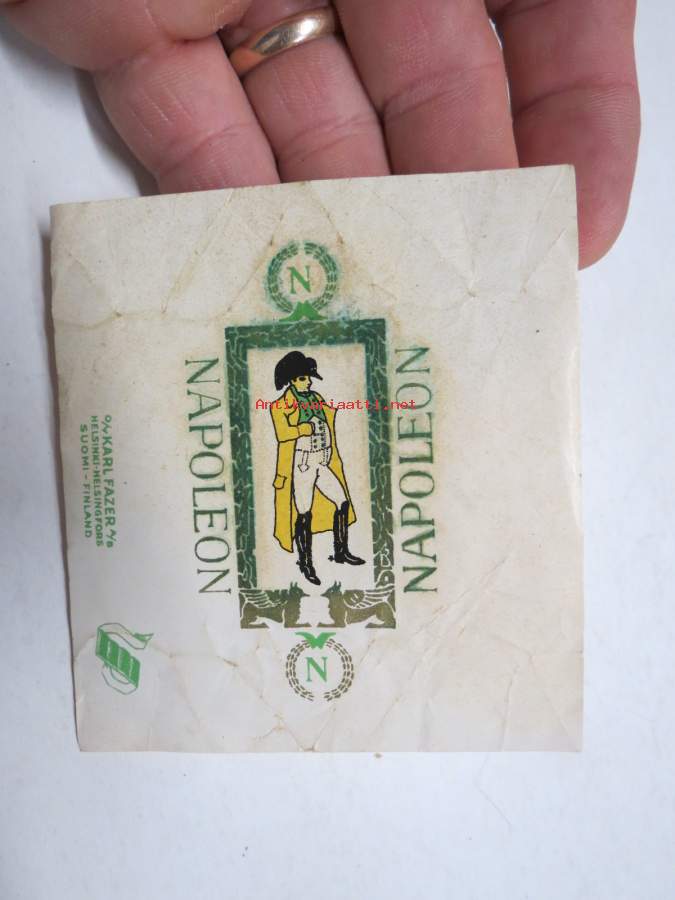 N
NAPOLEON
NAPOLEON
Antikvariaatti.net
N
O/Y KARL FAZER A/B
HELSINKI-HELSINGFORS
SUOMI - FINLAND